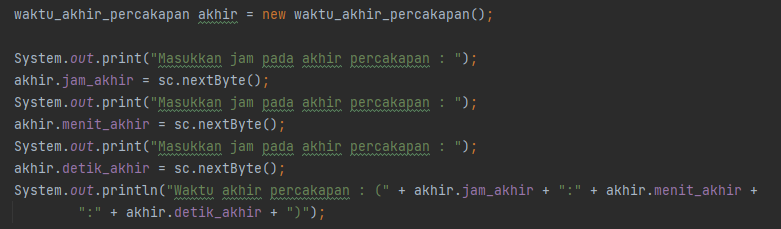 waktu_akhir_percakapan akhir = new waktu_akhir_percakapan();
System.out.print("Masukkan jam pada akhir percakapan : ");
akhir.jam_akhir = sc.nextByte();
System.out.print("Masukkan jam pada akhir percakapan : ");
akhir.menit_akhir = sc.nextByte();
System.out.print("Masukkan jam pada akhir percakapan : ");
akhir.detik_akhir = sc.nextByte();
System.out.println("Waktu akhir percakapan : (" + akhir.jam_akhir + ":" + akhir.menit_akhir +
":" + akhir.detik_akhir + ")");